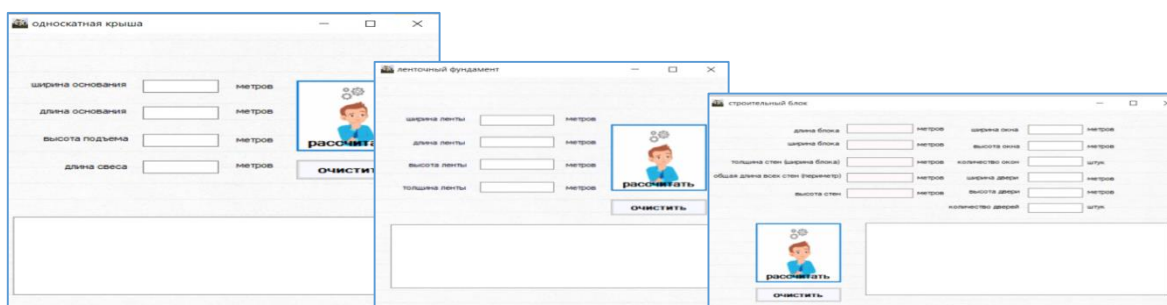 односкатная крыша
ширина основания метров
длина основания метров
высота подъема метров
длина свеса метров
рассчита
очистит
ленточный фундамент
ширина ленты метров
длина ленты метров
высота ленты метров
толщина ленты метров
рассчитать
очистить
строительный блок
длина блока метров
ширина блока метров
толщина стен (ширина блока) метров
общая длина всех стен (периметр) метров
высота стен метров
ширина окна метров
высота окна метров
количество окон штук
ширина двери метров
высота двери метров
количество дверей штук
рассчитать
очистить